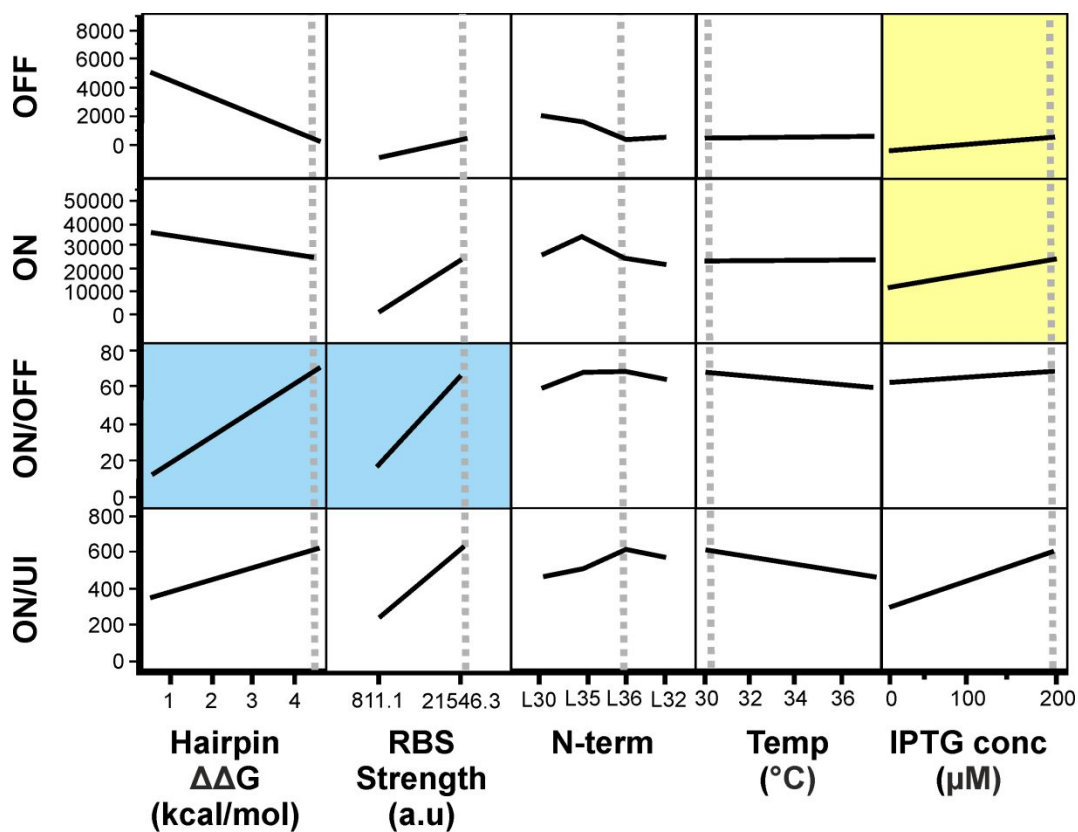 OFF
8000
6000
4000
2000
0
ON
50000
40000
30000
20000
10000
0
ON/OFF
80
60
40
20
0
ON/UI
800
600
400
200
0
1 2 3 4 811.1 21546.3 L30 L35 L36 L32 30 32 34 36 0 100 200
Hairpin RBS N-term Temp IPTG conc
ΔΔG Strength (°C) (µM)
(kcal/mol) (a.u)